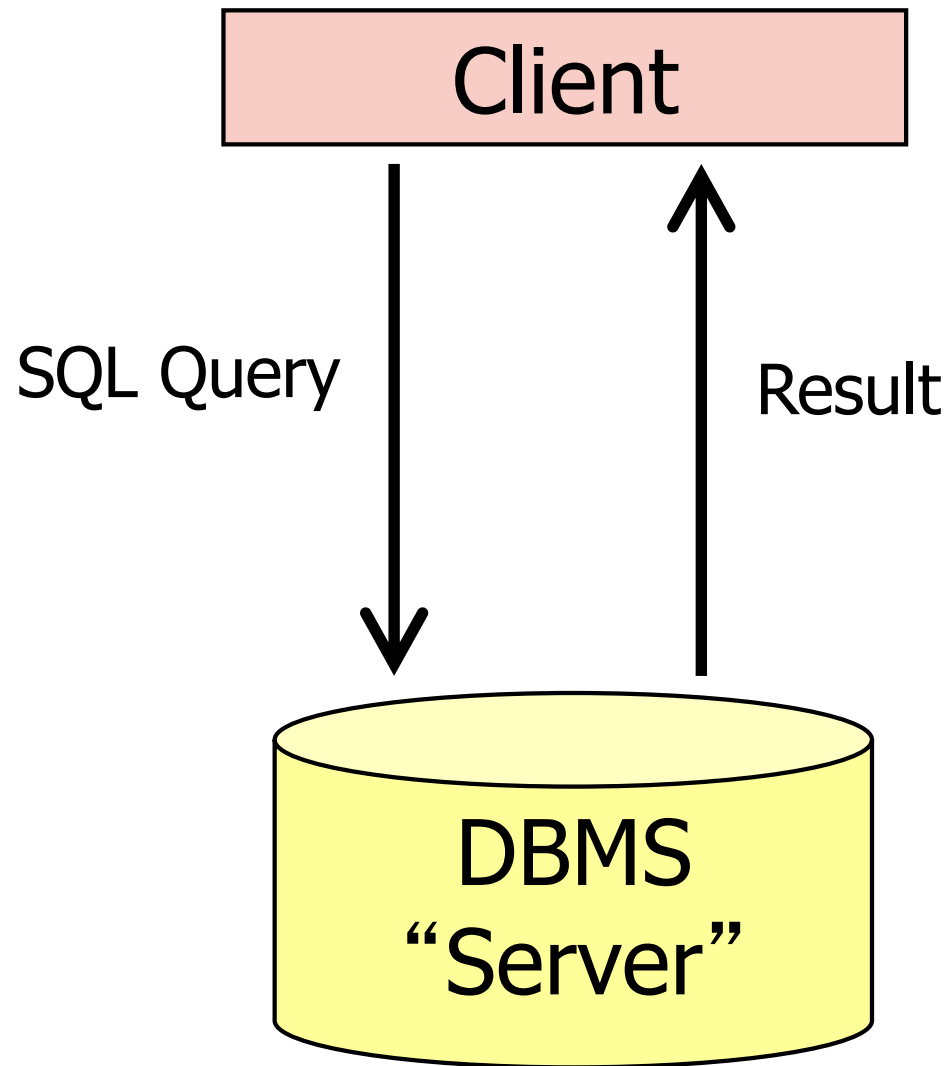 Client
SQL Query
Result
DBMS
“Server”